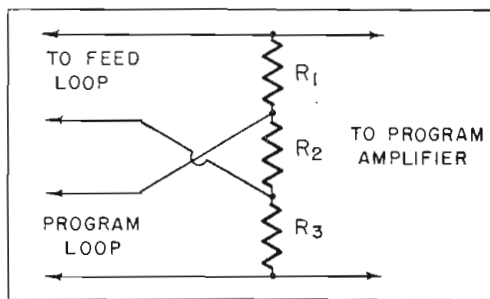 TO FEED
LOOP
R1
R2
TO PROGRAM
AMPLIFIER
PROGRAM
LOOP
R3